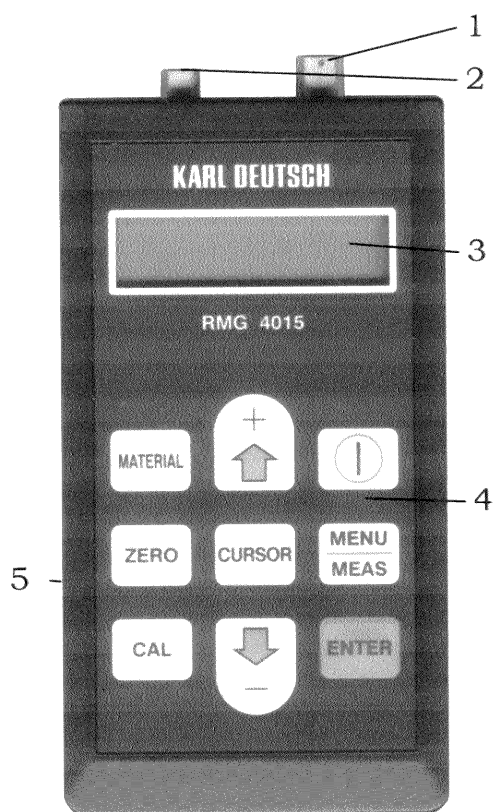 1
2
KARL DEUTSCH
3
RMG 4015
+
MATERIAL
4
ZERO
CURSOR
MENU
MEAS
5
CAL
ENTER
−